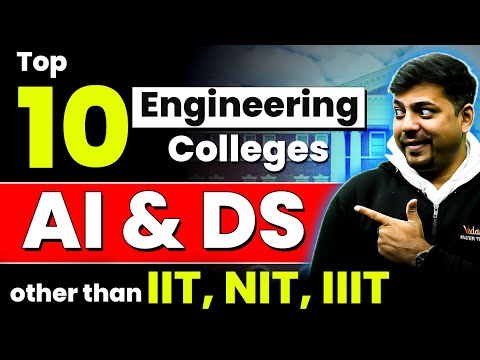 Top
10 Engineering
Colleges
AI & DS
other than IIT, NIT, IIIT